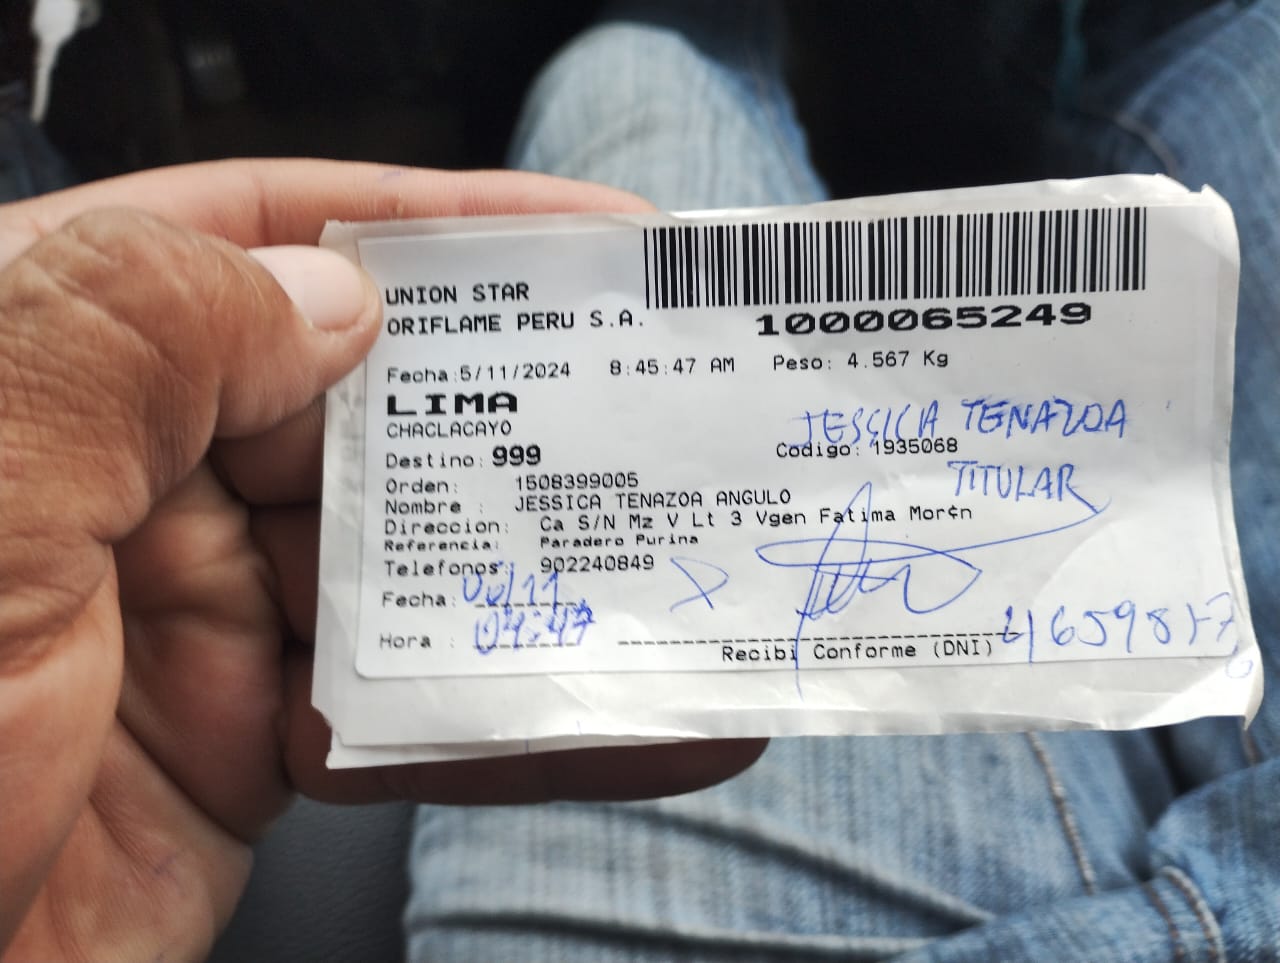 UNION STAR
ORIFLAME PERU S.A.
1000065249
Fecha:5/11/2024 8:45:47 AM Peso: 4.567 Kg
LIMA
CHACLACAYO
JESSICA TENAZOA
Destino: 999 Codigo: 1935068
Orden: 1508399005
TITULAR
Nombre : JESSICA TENAZOA ANGULO
Direccion: Ca S/N Mz V Lt 3 Vgen Fatima Mor¢n
Referencia: Paradero Purina
Telefonos: 902240849
Fecha: /11
Hora :
Recibi Conforme (DNI)